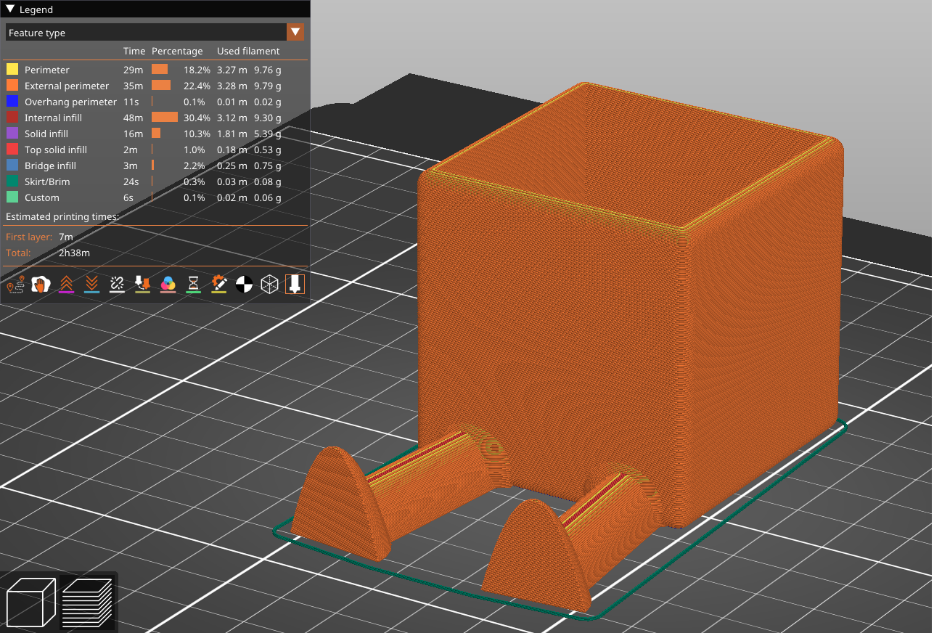 Legend
Feature type
Time Percentage Used filament
Perimeter 29m 18.2% 3.27 m 9.76 g
External perimeter 35m 22.4% 3.28 m 9.79 g
Overhang perimeter 11s 0.1% 0.01 m 0.02 g
Internal infill 48m 30.4% 3.12 m 9.30 g
Solid infill 16m 10.3% 1.81 m 5.39 g
Top solid infill 2m 1.0% 0.18 m 0.53 g
Bridge infill 3m 2.2% 0.25 m 0.75 g
Skirt/Brim 24s 0.3% 0.03 m 0.08 g
Custom 6s 0.1% 0.02 m 0.06 g
Estimated printing times:
First layer: 7m
Total: 2h38m